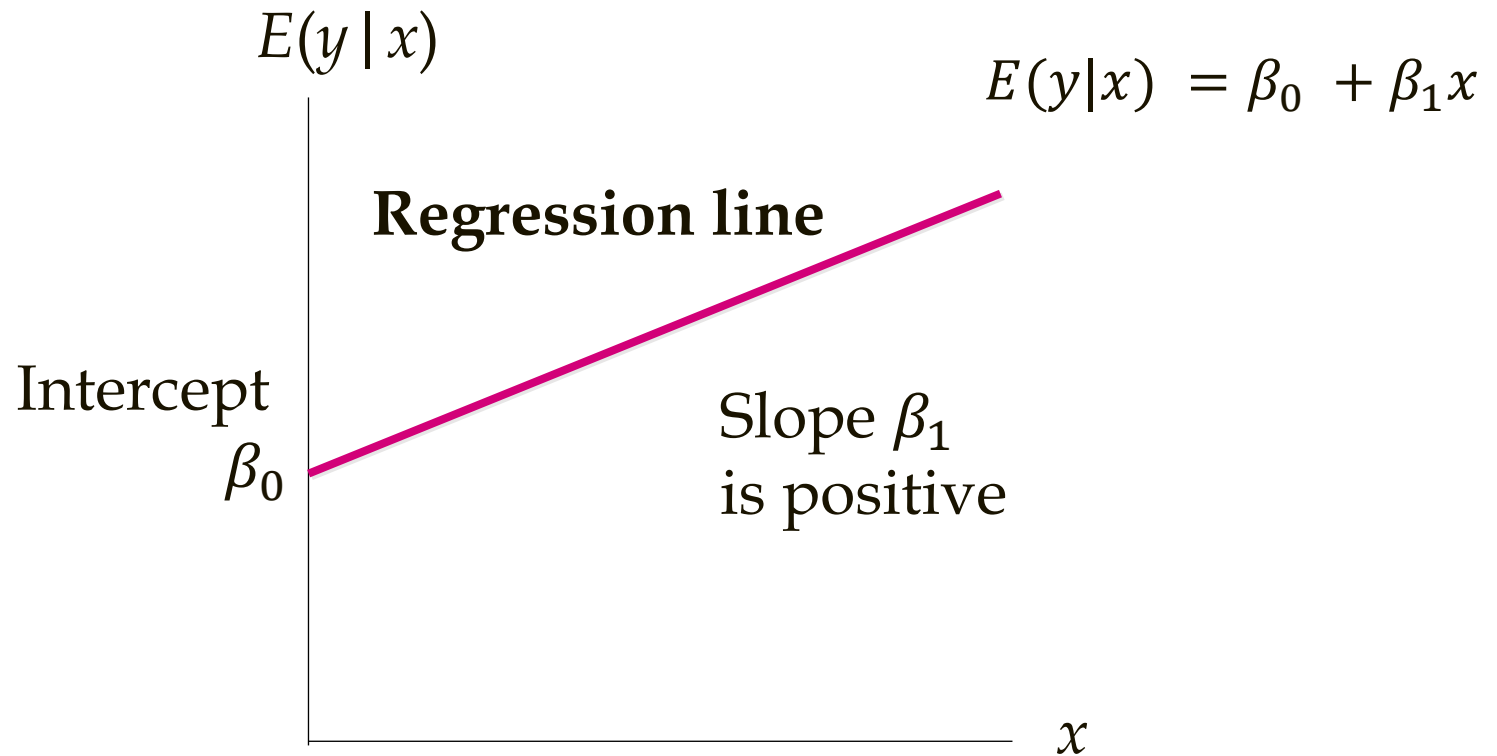 E(y | x)
E(y|x) = β₀ + β₁x
Regression line
Intercept
β₀
Slope β₁
is positive
x